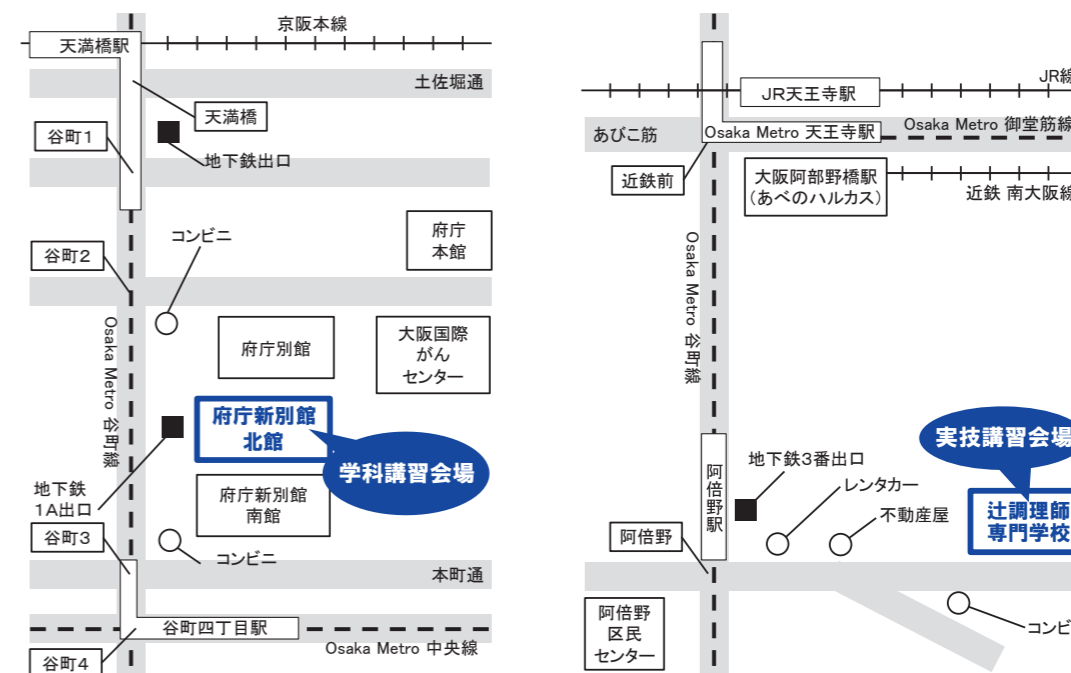 京阪本線
天満橋駅
土佐堀通
天満橋
谷町1
地下鉄出口
コンビニ
府庁
本館
谷町2
Osaka Metro 谷町線
府庁別館
大阪国際
がん
センター
府庁新別館
北館
学科講習会場
地下鉄
1A出口
府庁新別館
南館
谷町3
コンビニ
本町通
谷町四丁目駅
Osaka Metro 中央線
谷町4
JR線
JR天王寺駅
あびこ筋
Osaka Metro 天王寺駅
Osaka Metro 御堂筋線
近鉄前
大阪阿部野橋駅
(あべのハルカス)
近鉄 南大阪線
Osaka Metro 谷町線
実技講習会場
地下鉄3番出口
レンタカー
阿倍野駅
不動産屋
辻調理師
専門学校
阿倍野
阿倍野
区民
センター
コンビ